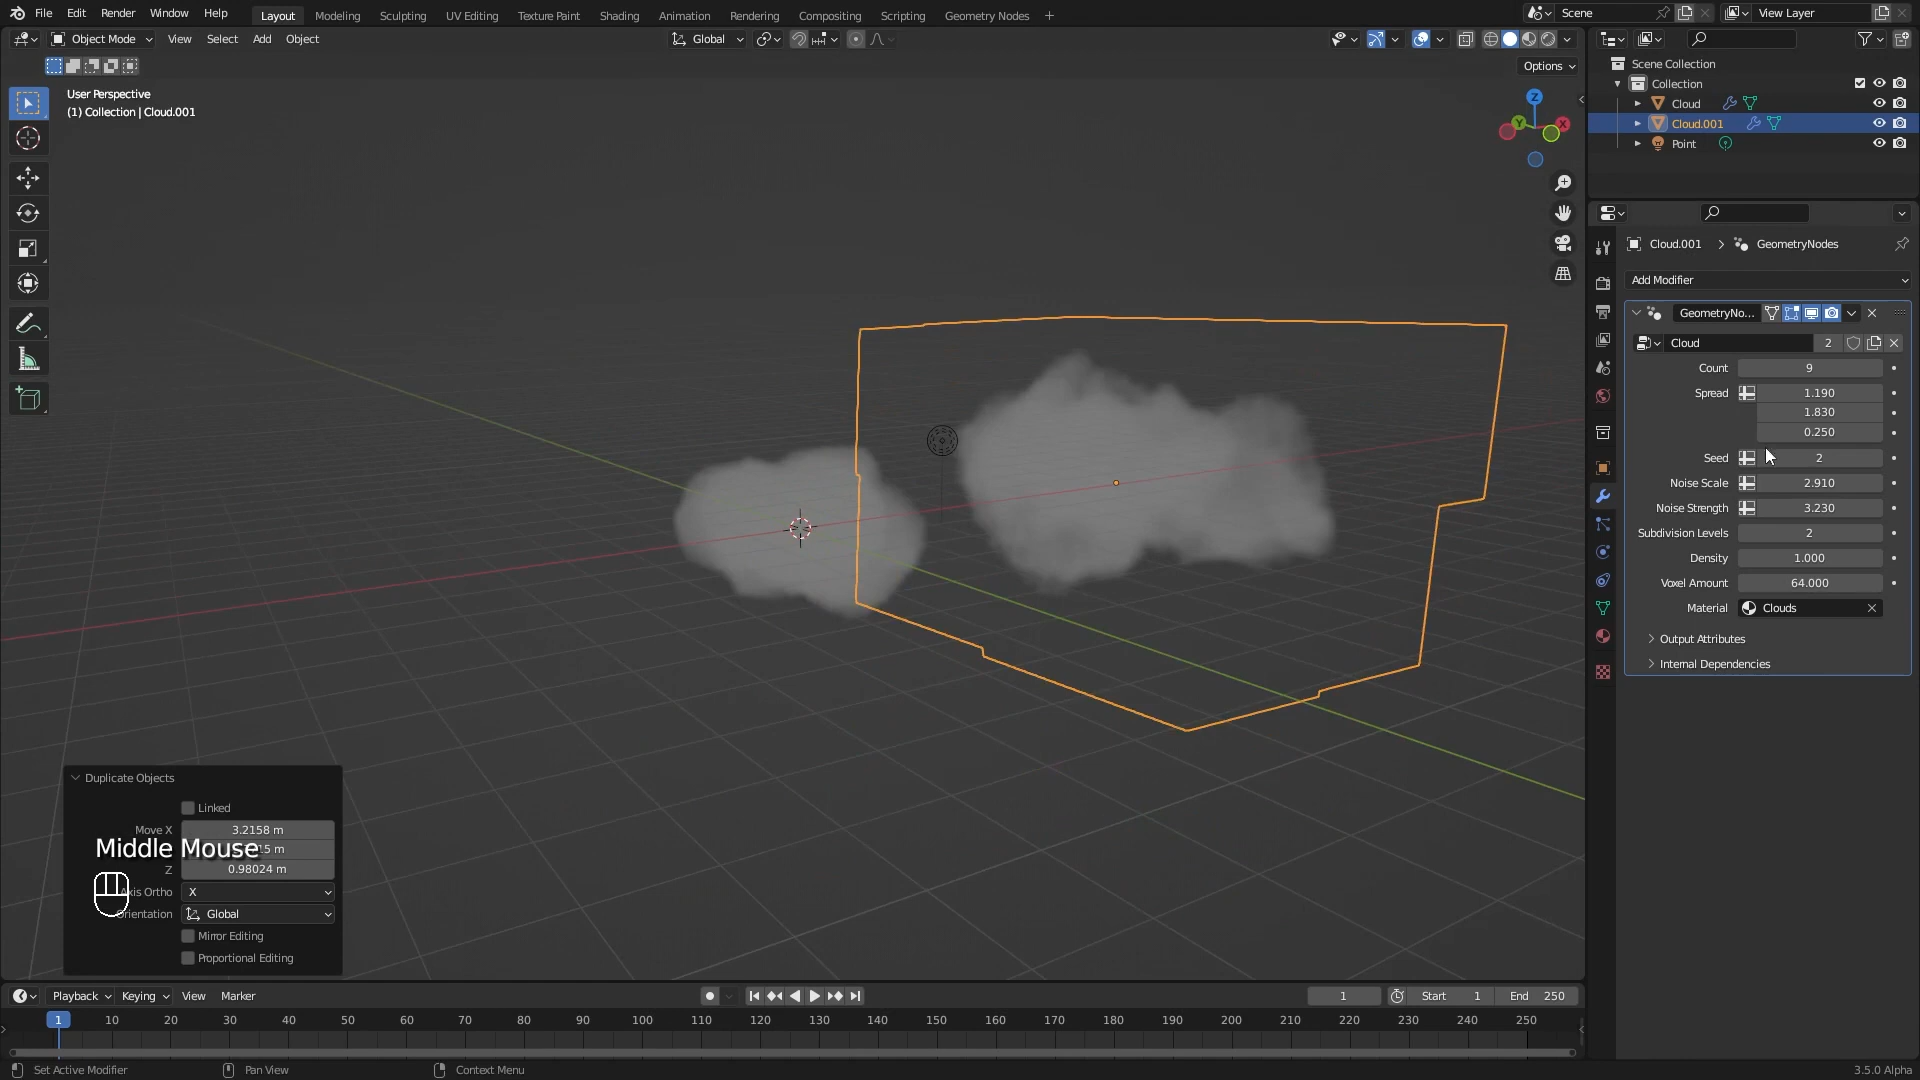 File Edit Render Window Help Layout Modeling Sculpting UV Editing Texture Paint Shading Animation Rendering Compositing Scripting Geometry Nodes + Scene View Layer
Object Mode View Select Add Object Global
Options
User Perspective
(1) Collection | Cloud.001
Z
Y
X
Scene Collection
Collection
Cloud
Cloud.001
Point
Cloud.001 > GeometryNodes
Add Modifier
GeometryNo...
Cloud 2
Count 9
Spread 1.190
1.830
0.250
Seed 2
Noise Scale 2.910
Noise Strength 3.230
Subdivision Levels 2
Density 1.000
Voxel Amount 64.000
Material Clouds
Output Attributes
Internal Dependencies
Duplicate Objects
Linked
Move X 3.2158 m
Middle Mouse
15 m
Z 0.98024 m
Axis Ortho X
Orientation Global
Mirror Editing
Proportional Editing
Playback Keying View Marker 1 Start 1 End 250
1 10 20 30 40 50 60 70 80 90 100 110 120 130 140 150 160 170 180 190 200 210 220 230 240 250
Set Active Modifier Pan View Context Menu 3.5.0 Alpha